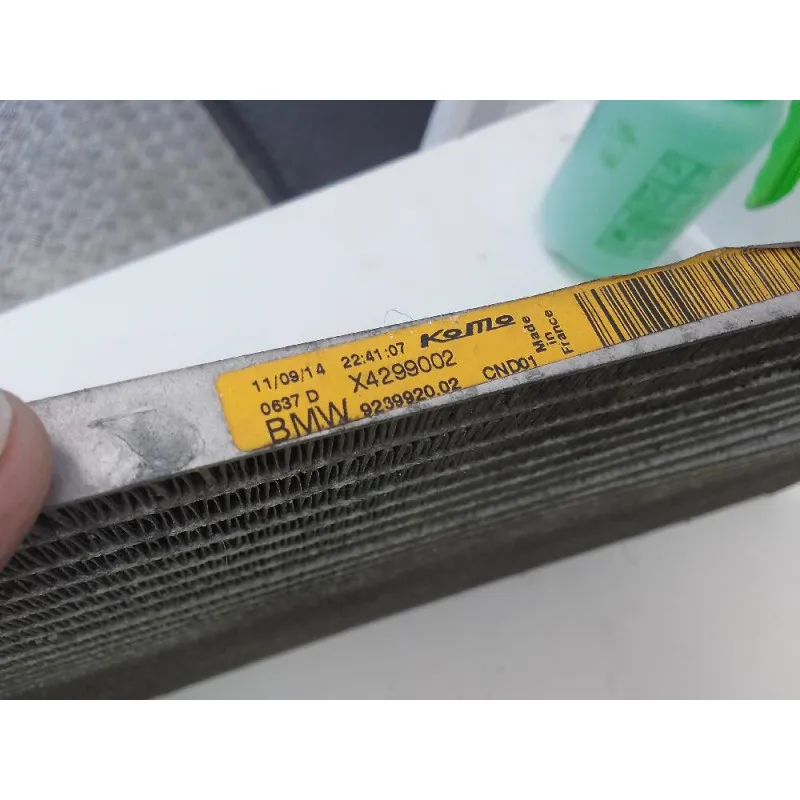 11/09/14 22:41:07 KoMo
0637 D X4299002
BMW 9239920.02 CND01
Made
in
France